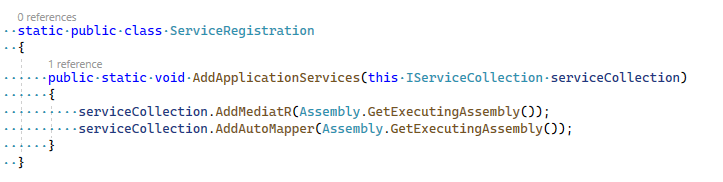 0 references
static public class ServiceRegistration
{
1 reference
public static void AddApplicationServices(this IServiceCollection serviceCollection)
{
serviceCollection.AddMediatR(Assembly.GetExecutingAssembly());
serviceCollection.AddAutoMapper(Assembly.GetExecutingAssembly());
}
}